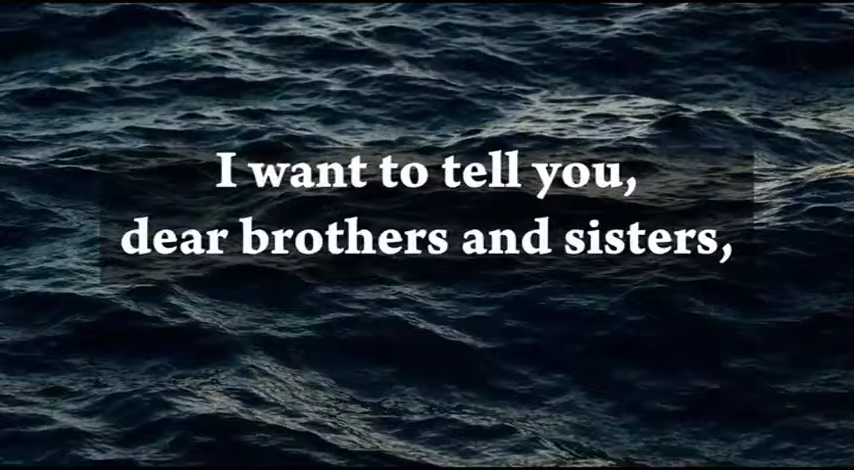 I want to tell you,
dear brothers and sisters,